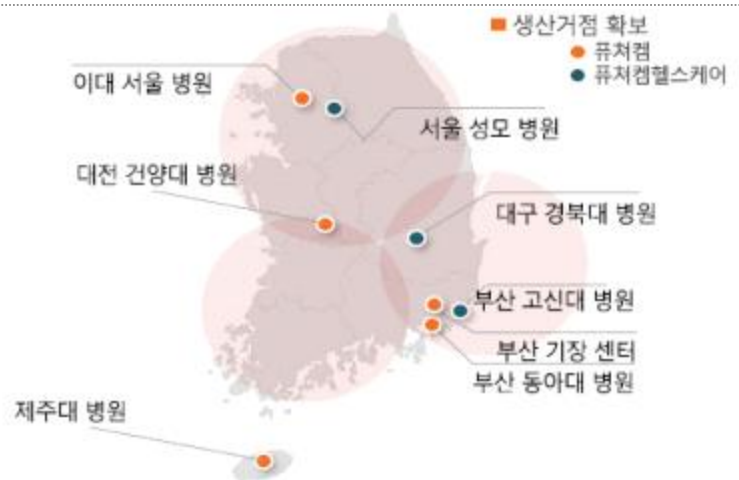 생산거점 확보
퓨쳐켐
퓨쳐켐헬스케어
이대 서울 병원
서울 성모 병원
대전 건양대 병원
대구 경북대 병원
부산 고신대 병원
부산 기장 센터
부산 동아대 병원
제주대 병원